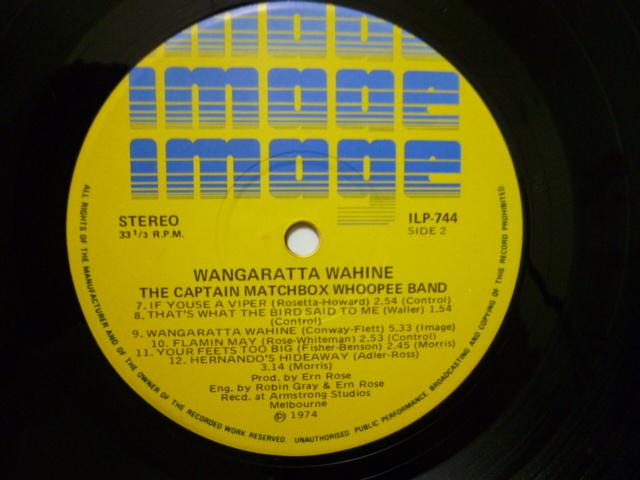 image
image
image
STEREO
33 1/3 R.P.M.
ILP-744
SIDE 2
WANGARATTA WAHINE
THE CAPTAIN MATCHBOX WHOOPEE BAND
7. IF YOUSE A VIPER (Rosetta-Howard) 2.54 (Control)
8. THAT'S WHAT THE BIRD SAID TO ME (Waller) 1.54
(Control)
9. WANGARATTA WAHINE (Conway-Flett) 5.33 (Image)
10. FLAMIN MAY (Rose-Whiteman) 2.53 (Control)
11. YOUR FEETS TOO BIG (Fisher-Benson) 2.45 (Morris)
12. HERNANDO'S HIDEAWAY (Adler-Ross)
3.14 (Morris)
Prod. by Ern Rose
Eng. by Robin Gray & Ern Rose
Recd. at Armstrong Studios
Melbourne
℗ 1974
ALL RIGHTS OF THE MANUFACTURER AND OF THE OWNER OF THE RECORDED WORK RESERVED. UNAUTHORISED PUBLIC PERFORMANCE, BROADCASTING AND COPYING OF THIS RECORD PROHIBITED.